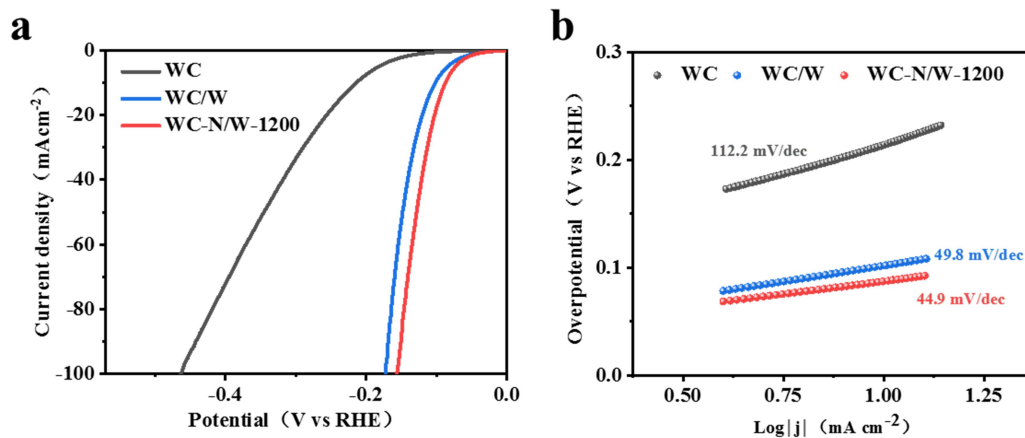 a
WC
WC/W
WC-N/W-1200
Current density (mAcm-2)
0
-20
-40
-60
-80
-100
-0.4
-0.2
0.0
Potential (V vs RHE)
b
WC WC/W WC-N/W-1200
112.2 mV/dec
49.8 mV/dec
44.9 mV/dec
Overpotential (V vs RHE)
0.3
0.2
0.1
0.0
0.50
0.75
1.00
1.25
Log|j| (mA cm-2)